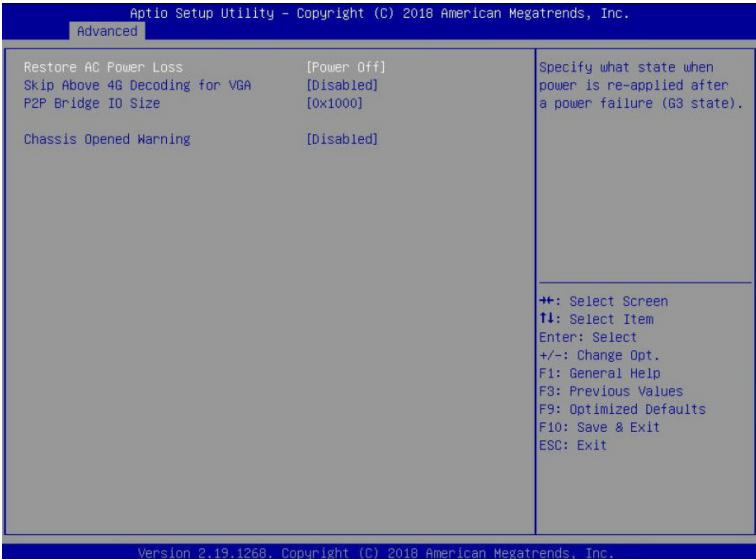 Aptio Setup Utility – Copyright (C) 2018 American Megatrends, Inc.
Advanced
Restore AC Power Loss [Power Off]
Skip Above 4G Decoding for VGA [Disabled]
P2P Bridge IO Size [0x1000]
Chassis Opened Warning [Disabled]
Specify what state when
power is re-applied after
a power failure (G3 state).
→←: Select Screen
↑↓: Select Item
Enter: Select
+/-: Change Opt.
F1: General Help
F3: Previous Values
F9: Optimized Defaults
F10: Save & Exit
ESC: Exit
Version 2.19.1268. Copyright (C) 2018 American Megatrends, Inc.